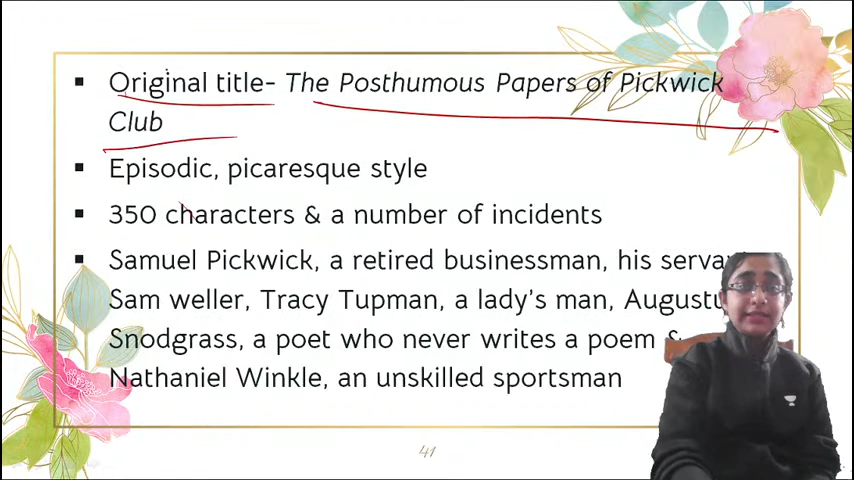 ▪ Original title- The Posthumous Papers of Pickwick
Club
▪ Episodic, picaresque style
▪ 350 characters & a number of incidents
▪ Samuel Pickwick, a retired businessman, his
Sam weller, Tracy Tupman, a lady's man,
Snodgrass, a poet who never writes a poem &
Nathaniel Winkle, an unskilled sportsman
41